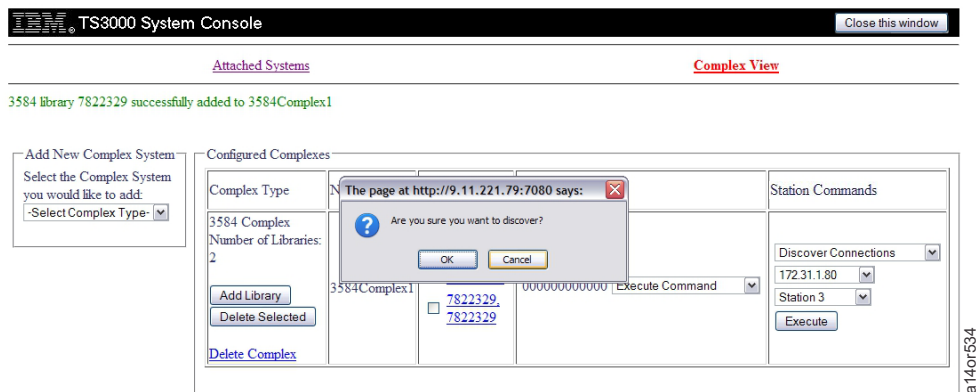 IBM® TS3000 System Console
Close this window
Attached Systems
Complex View
3584 library 7822329 successfully added to 3584Complex1
Add New Complex System
Select the Complex System
you would like to add:
-Select Complex Type-
Configured Complexes
Complex Type
Station Commands
3584 Complex
Number of Libraries:
2
Add Library
Delete Selected
Delete Complex
3584Complex1
7822329,
7822329
000000000000 Execute Command
Discover Connections
172.31.1.80
Station 3
Execute
The page at http://9.11.221.79:7080 says:
Are you sure you want to discover?
OK
Cancel
a14or534